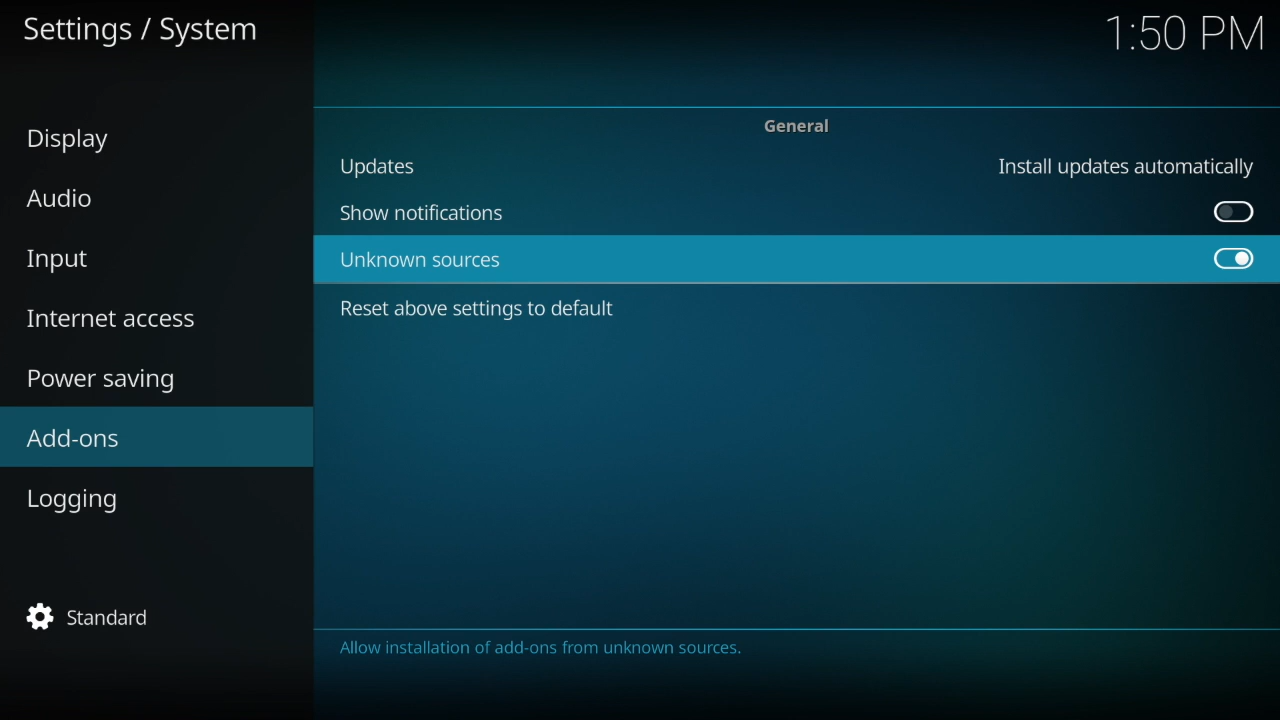 Settings / System
1:50 PM
Display
Audio
Input
Internet access
Power saving
Add-ons
Logging
Standard
General
Updates Install updates automatically
Show notifications
Unknown sources
Reset above settings to default
Allow installation of add-ons from unknown sources.